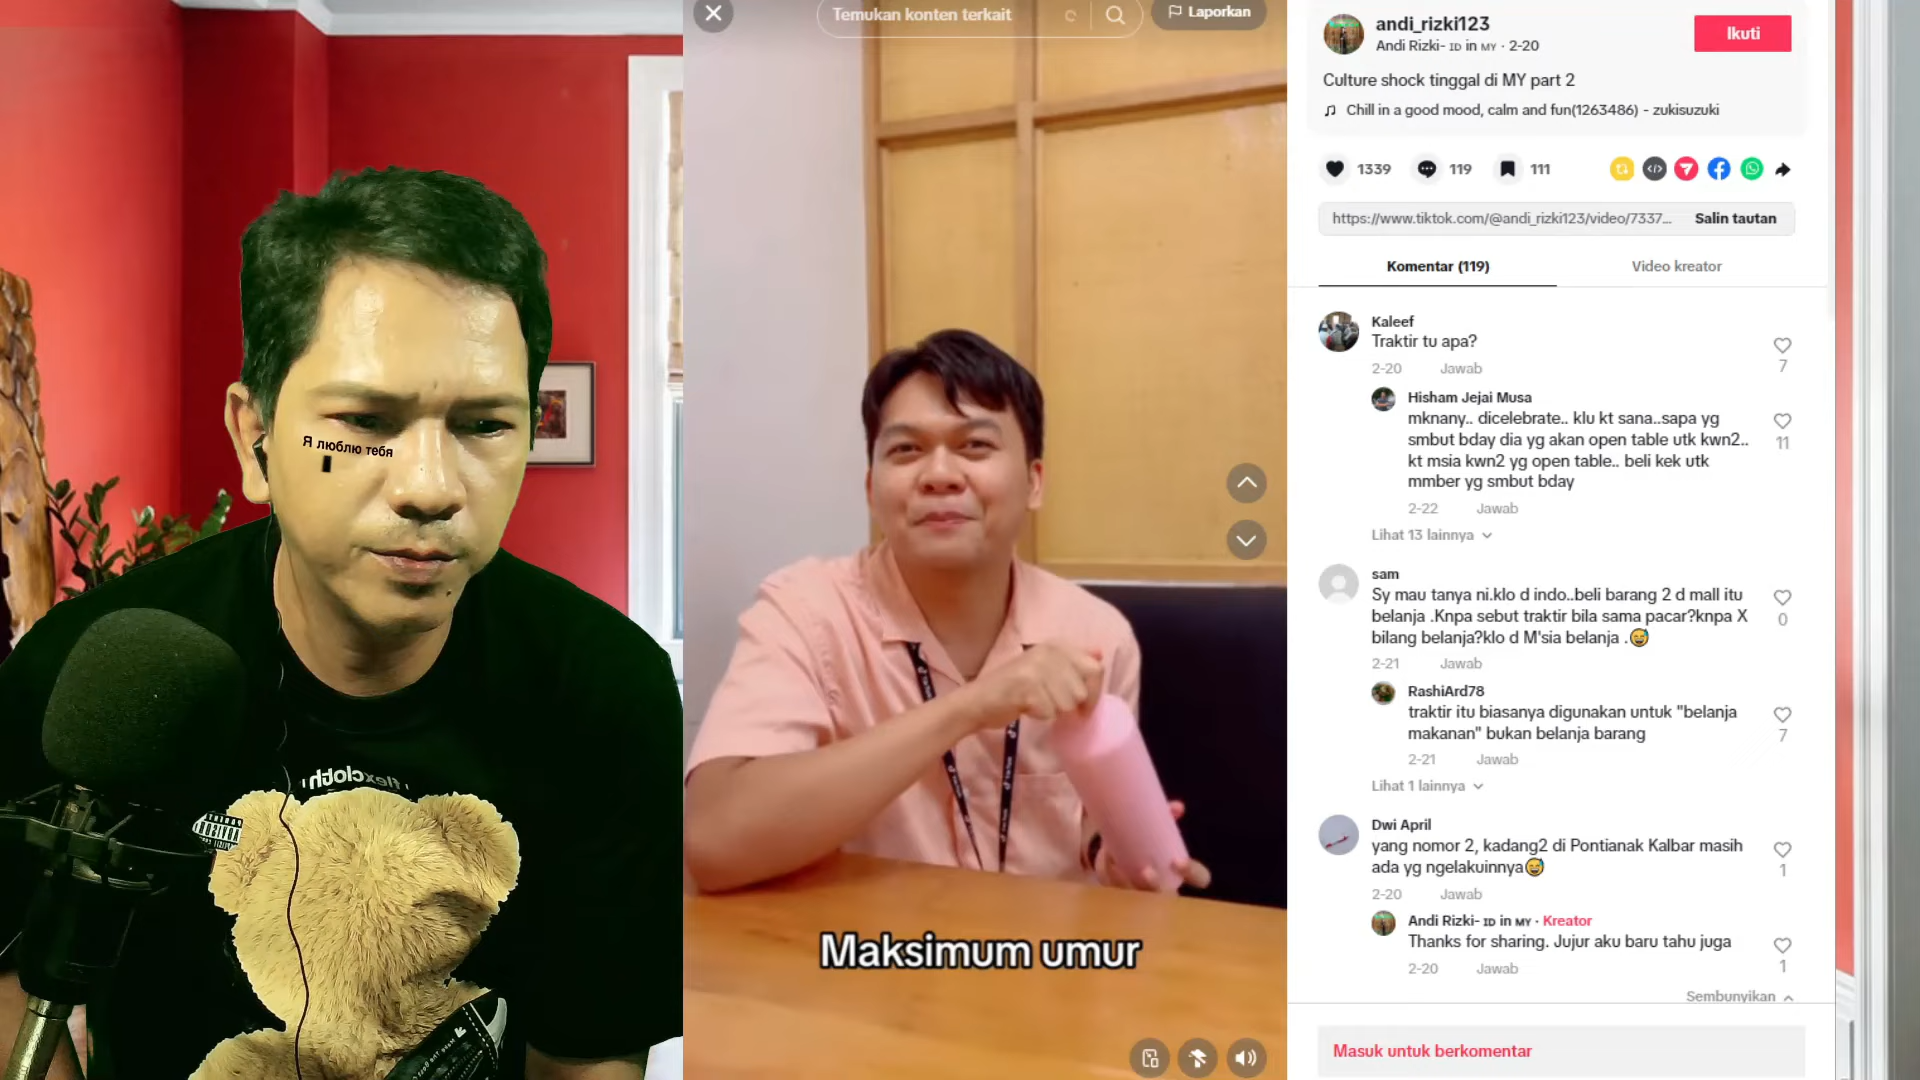 Я люблю тебя
flexcloth
Temukan konten terkait
Laporkan
Maksimum umur
andi_rizki123
Andi Rizki- ID in MY · 2-20
Ikuti
Culture shock tinggal di MY part 2
Chill in a good mood, calm and fun(1263486) - zukisuzuki
1339
119
111
https://www.tiktok.com/@andi_rizki123/video/7337...
Salin tautan
Komentar (119)
Video kreator
Kaleef
Traktir tu apa?
2-20 Jawab
7
Hisham Jejai Musa
mknany.. dicelebrate.. klu kt sana..sapa yg
smbut bday dia yg akan open table utk kwn2..
kt msia kwn2 yg open table.. beli kek utk
mmber yg smbut bday
11
2-22 Jawab
Lihat 13 lainnya
sam
Sy mau tanya ni.klo d indo..beli barang 2 d mall itu
belanja .Knpa sebut traktir bila sama pacar?knpa X
bilang belanja?klo d M'sia belanja .😅
0
2-21 Jawab
RashiArd78
traktir itu biasanya digunakan untuk "belanja
makanan" bukan belanja barang
7
2-21 Jawab
Lihat 1 lainnya
Dwi April
yang nomor 2, kadang2 di Pontianak Kalbar masih
ada yg ngelakuinnya😅
1
2-20 Jawab
Andi Rizki- ID in MY · Kreator
Thanks for sharing. Jujur aku baru tahu juga
1
2-20 Jawab
Sembunyikan
Masuk untuk berkomentar